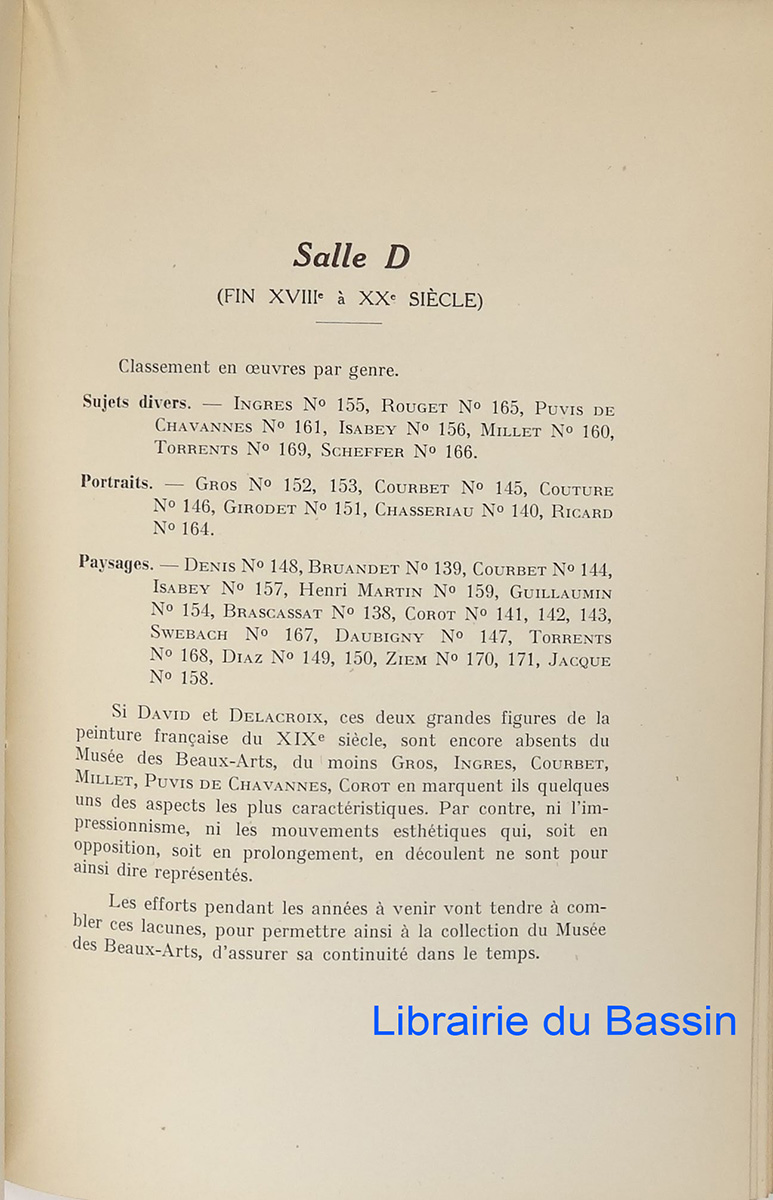 Salle D
(FIN XVIIIe à XXe SIÈCLE)
Classement en œuvres par genre.
Sujets divers. — INGRES No 155, ROUGET No 165, PUVIS DE
CHAVANNES No 161, ISABEY No 156, MILLET No 160,
TORRENTS No 169, SCHEFFER No 166.
Portraits. — GROS No 152, 153, COURBET No 145, COUTURE
No 146, GIRODET No 151, CHASSERIAU No 140, RICARD
No 164.
Paysages. — DENIS No 148, BRUANDET No 139, COURBET No 144,
ISABEY No 157, Henri MARTIN No 159, GUILLAUMIN
No 154, BRASCASSAT No 138, COROT No 141, 142, 143,
SWEBACH No 167, DAUBIGNY No 147, TORRENTS
No 168, DIAZ No 149, 150, ZIEM No 170, 171, JACQUE
No 158.
Si DAVID et DELACROIX, ces deux grandes figures de la
peinture française du XIXe siècle, sont encore absents du
Musée des Beaux-Arts, du moins GROS, INGRES, COURBET,
MILLET, PUVIS DE CHAVANNES, COROT en marquent ils quelques
uns des aspects les plus caractéristiques. Par contre, ni l'im-
pressionnisme, ni les mouvements esthétiques qui, soit en
opposition, soit en prolongement, en découlent ne sont pour
ainsi dire représentés.
Les efforts pendant les années à venir vont tendre à com-
bler ces lacunes, pour permettre ainsi à la collection du Musée
des Beaux-Arts, d'assurer sa continuité dans le temps.
Librairie du Bassin